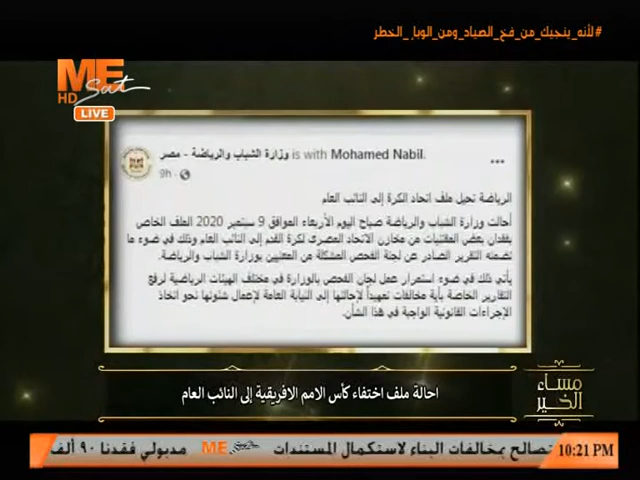 #لأنه_ينجيك_من_فخ_الصياد_ومن_الوبا_الخطر
ME
Sat
HD
LIVE
وزارة الشباب والرياضة - مصر is with Mohamed Nabil.
9h
الرياضة تحيل ملف اتحاد الكرة إلى النائب العام
أحالت وزارة الشباب والرياضة صباح اليوم الأربعاء الموافق 9 سبتمبر 2020 الملف الخاص
بفقدان بعض المقتنيات من مخازن الاتحاد المصرى لكرة القدم إلى النائب العام وذلك في ضوء ما
تضمنه التقرير الصادر عن لجنة الفحص المشكلة من المعنيين بوزارة الشباب والرياضة.
يأتي ذلك في ضوء استمرار عمل لجان الفحص بالوزارة في مختلف الهيئات الرياضية لرفع
التقارير الخاصة بأية مخالفات تمهيداً لإحالتها إلى النيابة العامة لإعمال شئونها نحو اتخاذ
الإجراءات القانونية الواجبة في هذا الشأن.
احالة ملف اختفاء كأس الامم الافريقية إلى النائب العام
مساء
الخير
تصالح بمخالفات البناء لاستكمال المستندات ME Sat مدبولي فقدنا ٩٠ ألف
10:21 PM